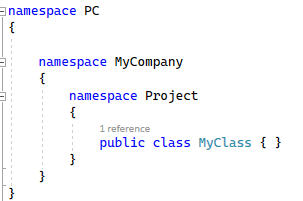 namespace PC
{
namespace MyCompany
{
namespace Project
{
1 reference
public class MyClass { }
}
}
}